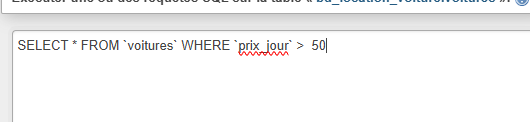 Exécuter une ou des requêtes SQL sur la table « bd_location_voiture.voitures »:
SELECT * FROM `voitures` WHERE `prix_jour` >  50